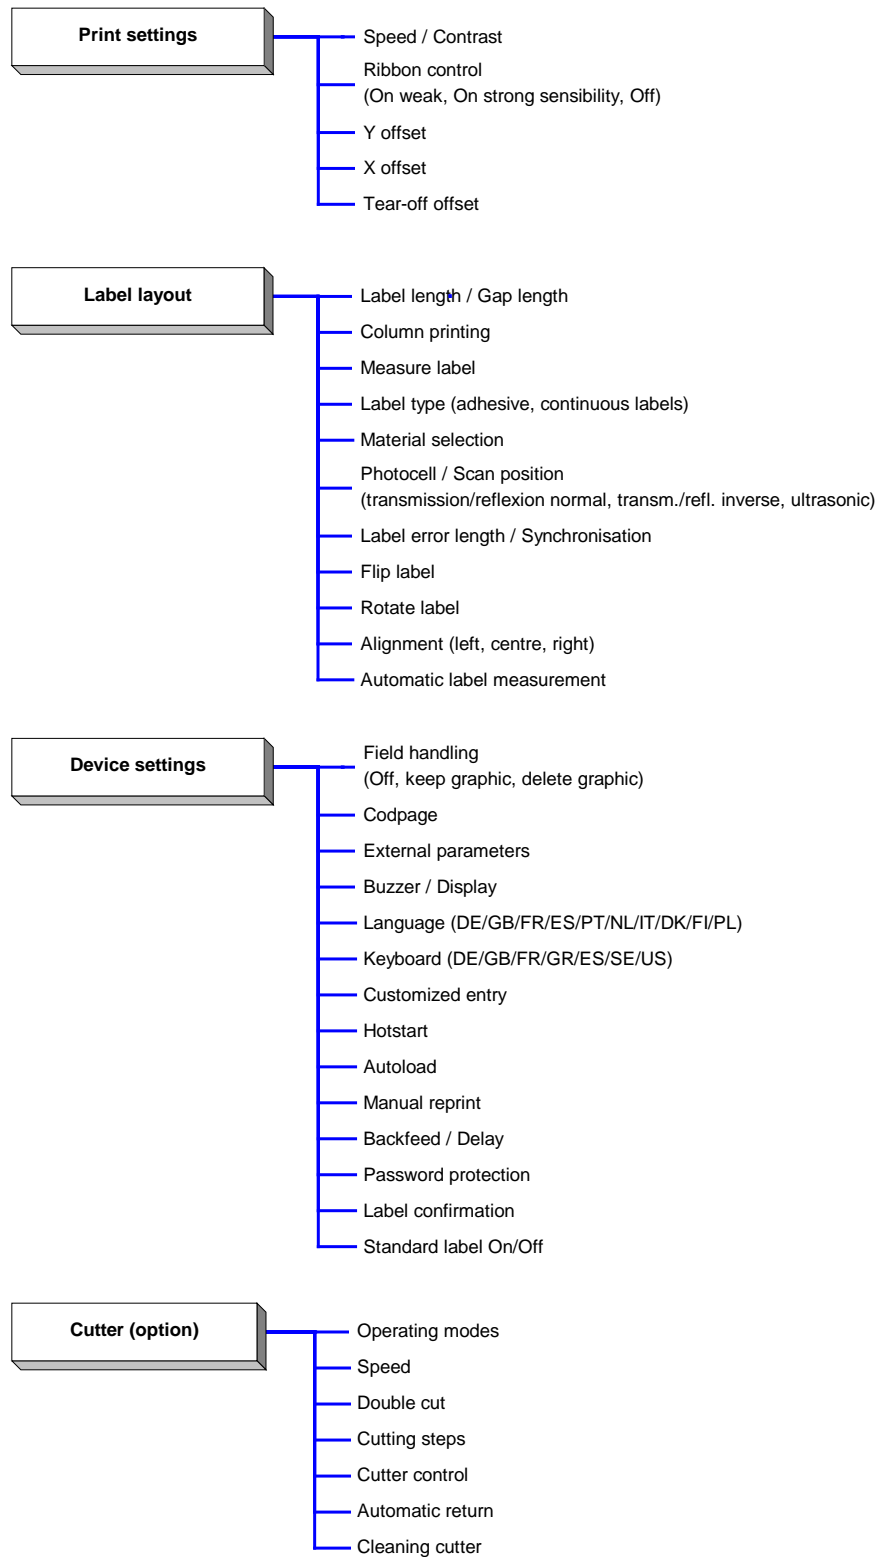 Print settings
Speed / Contrast
Ribbon control
(On weak, On strong sensibility, Off)
Y offset
X offset
Tear-off offset
Label layout
Label length / Gap length
Column printing
Measure label
Label type (adhesive, continuous labels)
Material selection
Photocell / Scan position
(transmission/reflexion normal, transm./refl. inverse, ultrasonic)
Label error length / Synchronisation
Flip label
Rotate label
Alignment (left, centre, right)
Automatic label measurement
Device settings
Field handling
(Off, keep graphic, delete graphic)
Codpage
External parameters
Buzzer / Display
Language (DE/GB/FR/ES/PT/NL/IT/DK/FI/PL)
Keyboard (DE/GB/FR/GR/ES/SE/US)
Customized entry
Hotstart
Autoload
Manual reprint
Backfeed / Delay
Password protection
Label confirmation
Standard label On/Off
Cutter (option)
Operating modes
Speed
Double cut
Cutting steps
Cutter control
Automatic return
Cleaning cutter